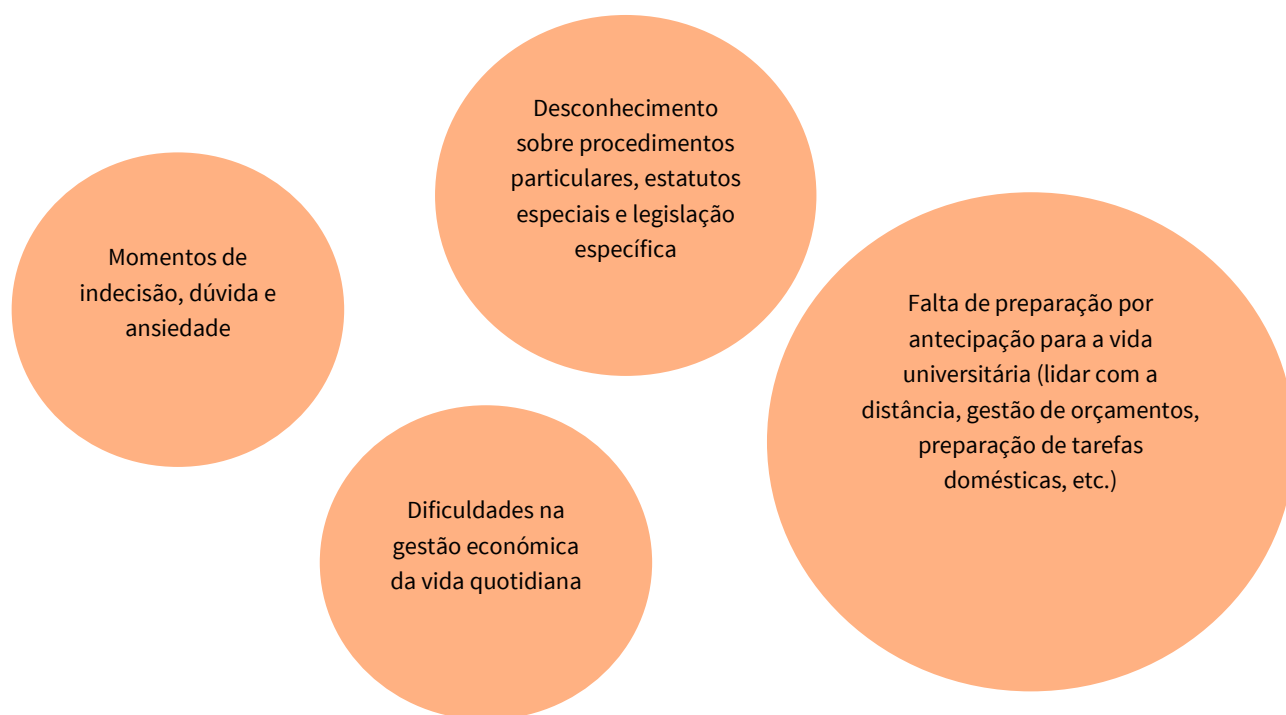 Desconhecimento
sobre procedimentos
particulares, estatutos
especiais e legislação
específica
Momentos de
indecisão, dúvida e
ansiedade
Falta de preparação por
antecipação para a vida
universitária (lidar com a
distância, gestão de orçamentos,
preparação de tarefas
domésticas, etc.)
Dificuldades na
gestão económica
da vida quotidiana